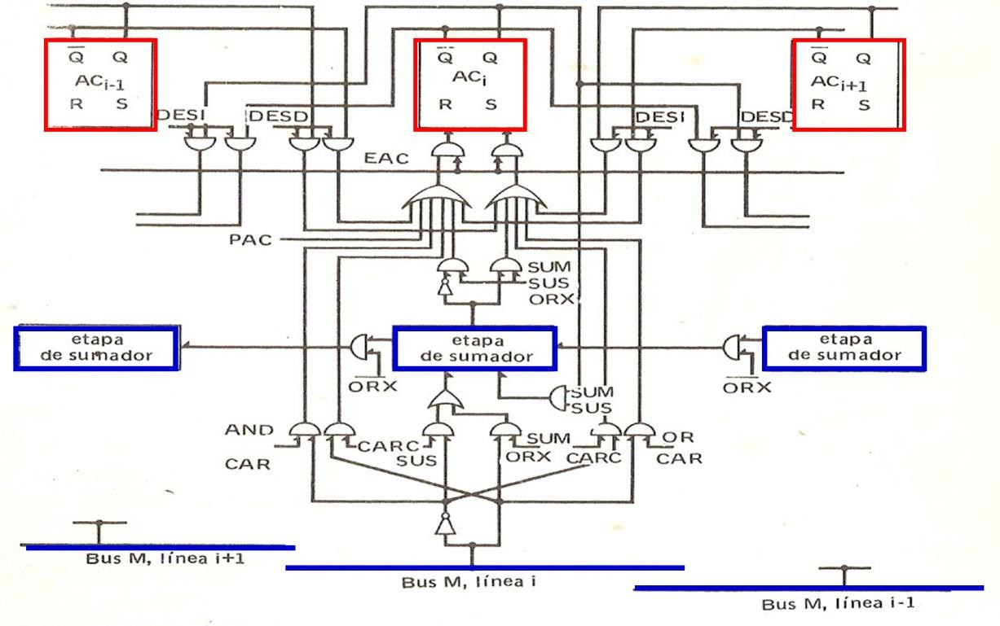 Q̅ Q
ACi-1
R S
Q̅ Q
ACi
R S
Q̅ Q
ACi+1
R S
DESI
DESD
DESI
DESD
EAC
PAC
SUM
SUS
ORX
etapa
de sumador
etapa
de sumador
etapa
de sumador
O̅R̅X̅
O̅R̅X̅
SUM
SUS
AND
CAR
CARC
SUS
SUM
ORX
CARC
OR
CAR
Bus M, línea i+1
Bus M, línea i
Bus M, línea i-1